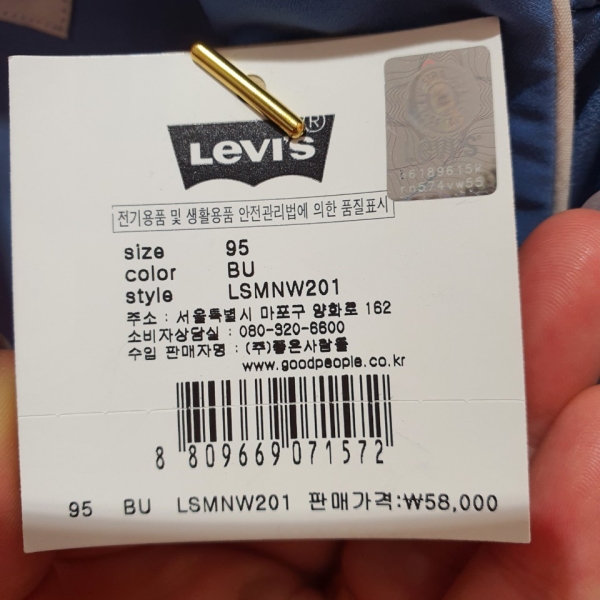 LEVI'S®
66189615k
rn574vw55
전기용품 및 생활용품 안전관리법에 의한 품질표시
size 95
color BU
style LSMNW201
주소 : 서울특별시 마포구 양화로 162
소비자상담실 : 080-320-6600
수입 판매자명 : (주)좋은사람들
www.goodpeople.co.kr
8 809669 071572
95 BU LSMNW201 판매가격:₩58,000